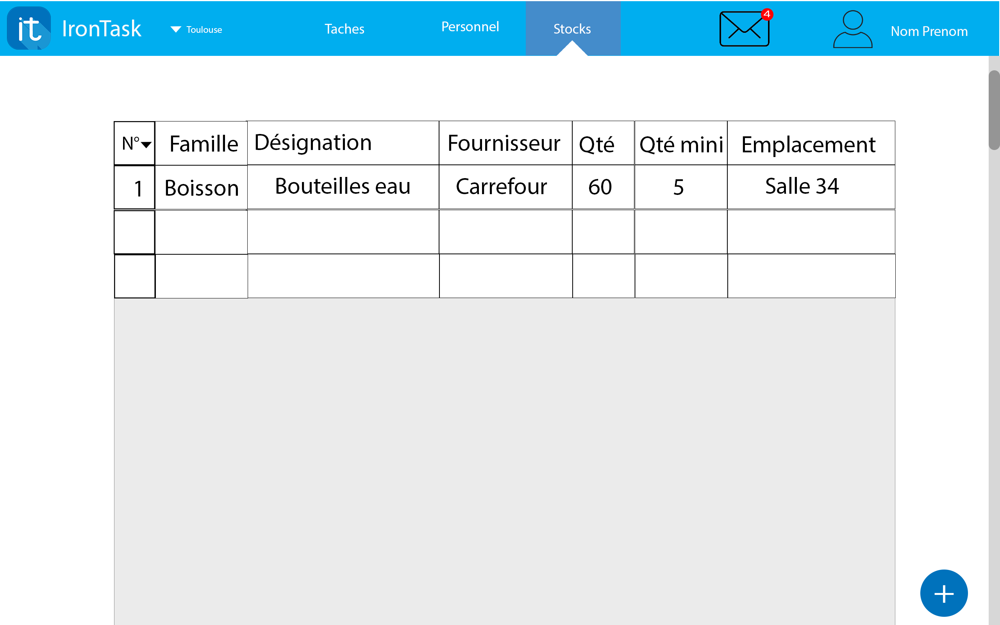 it IronTask Toulouse Taches Personnel Stocks 4 Nom Prenom
N° Famille Désignation Fournisseur Qté Qté mini Emplacement
1 Boisson Bouteilles eau Carrefour 60 5 Salle 34
+